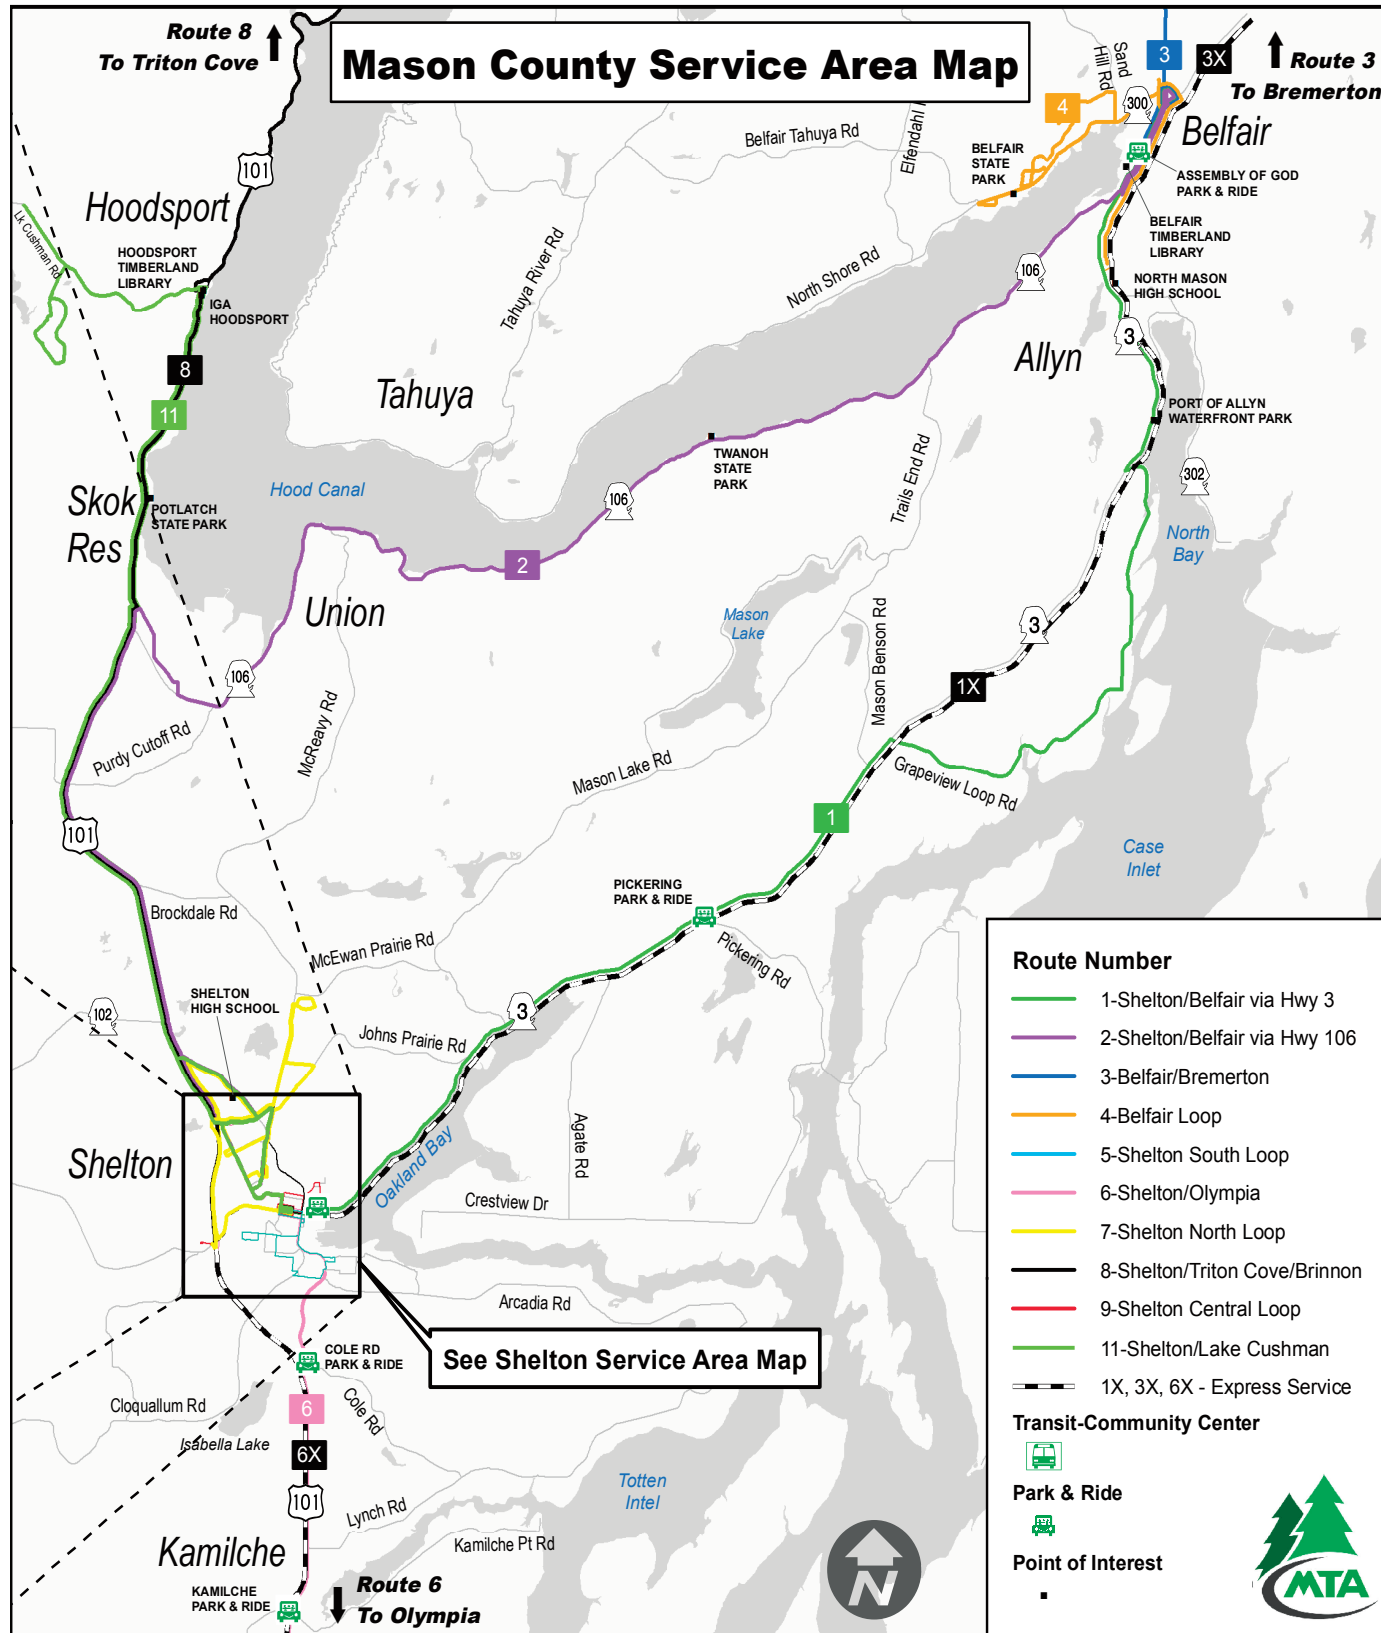 Route 8
To Triton Cove
Mason County Service Area Map
Sand
Hill Rd
3
3X
Route 3
To Bremerton
4
300
Belfair
101
Belfair Tahuya Rd
BELFAIR
STATE
PARK
ASSEMBLY OF GOD
PARK & RIDE
Hoodsport
Lk Cushman Rd
HOODSPORT
TIMBERLAND
LIBRARY
BELFAIR
TIMBERLAND
LIBRARY
Tahuya River Rd
North Shore Rd
106
NORTH MASON
HIGH SCHOOL
IGA
HOODSPORT
3
Allyn
8
Tahuya
11
PORT OF ALLYN
WATERFRONT PARK
TWANOH
STATE
PARK
Trails End Rd
302
Hood Canal
106
Skok
Res
POTLATCH
STATE PARK
North
Bay
2
Union
Mason
Lake
Mason Benson Rd
3
106
1X
McReavy Rd
Purdy Cutoff Rd
Mason Lake Rd
Grapeview Loop Rd
1
101
Case
Inlet
PICKERING
PARK & RIDE
Brockdale Rd
McEwan Prairie Rd
Pickering Rd
SHELTON
HIGH SCHOOL
102
3
Johns Prairie Rd
Shelton
Oakland Bay
Agate Rd
Crestview Dr
Arcadia Rd
See Shelton Service Area Map
COLE RD
PARK & RIDE
Cloquallum Rd
6
Cole Rd
Isabella Lake
6X
101
Totten
Intel
Lynch Rd
Kamilche
Kamilche Pt Rd
KAMILCHE
PARK & RIDE
Route 6
To Olympia
N
Route Number
1-Shelton/Belfair via Hwy 3
2-Shelton/Belfair via Hwy 106
3-Belfair/Bremerton
4-Belfair Loop
5-Shelton South Loop
6-Shelton/Olympia
7-Shelton North Loop
8-Shelton/Triton Cove/Brinnon
9-Shelton Central Loop
11-Shelton/Lake Cushman
1X, 3X, 6X - Express Service
Transit-Community Center
Park & Ride
Point of Interest
MTA